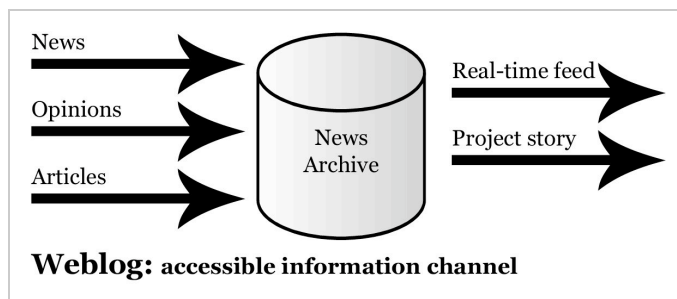 News
Opinions
Articles
News
Archive
Real-time feed
Project story
Weblog: accessible information channel